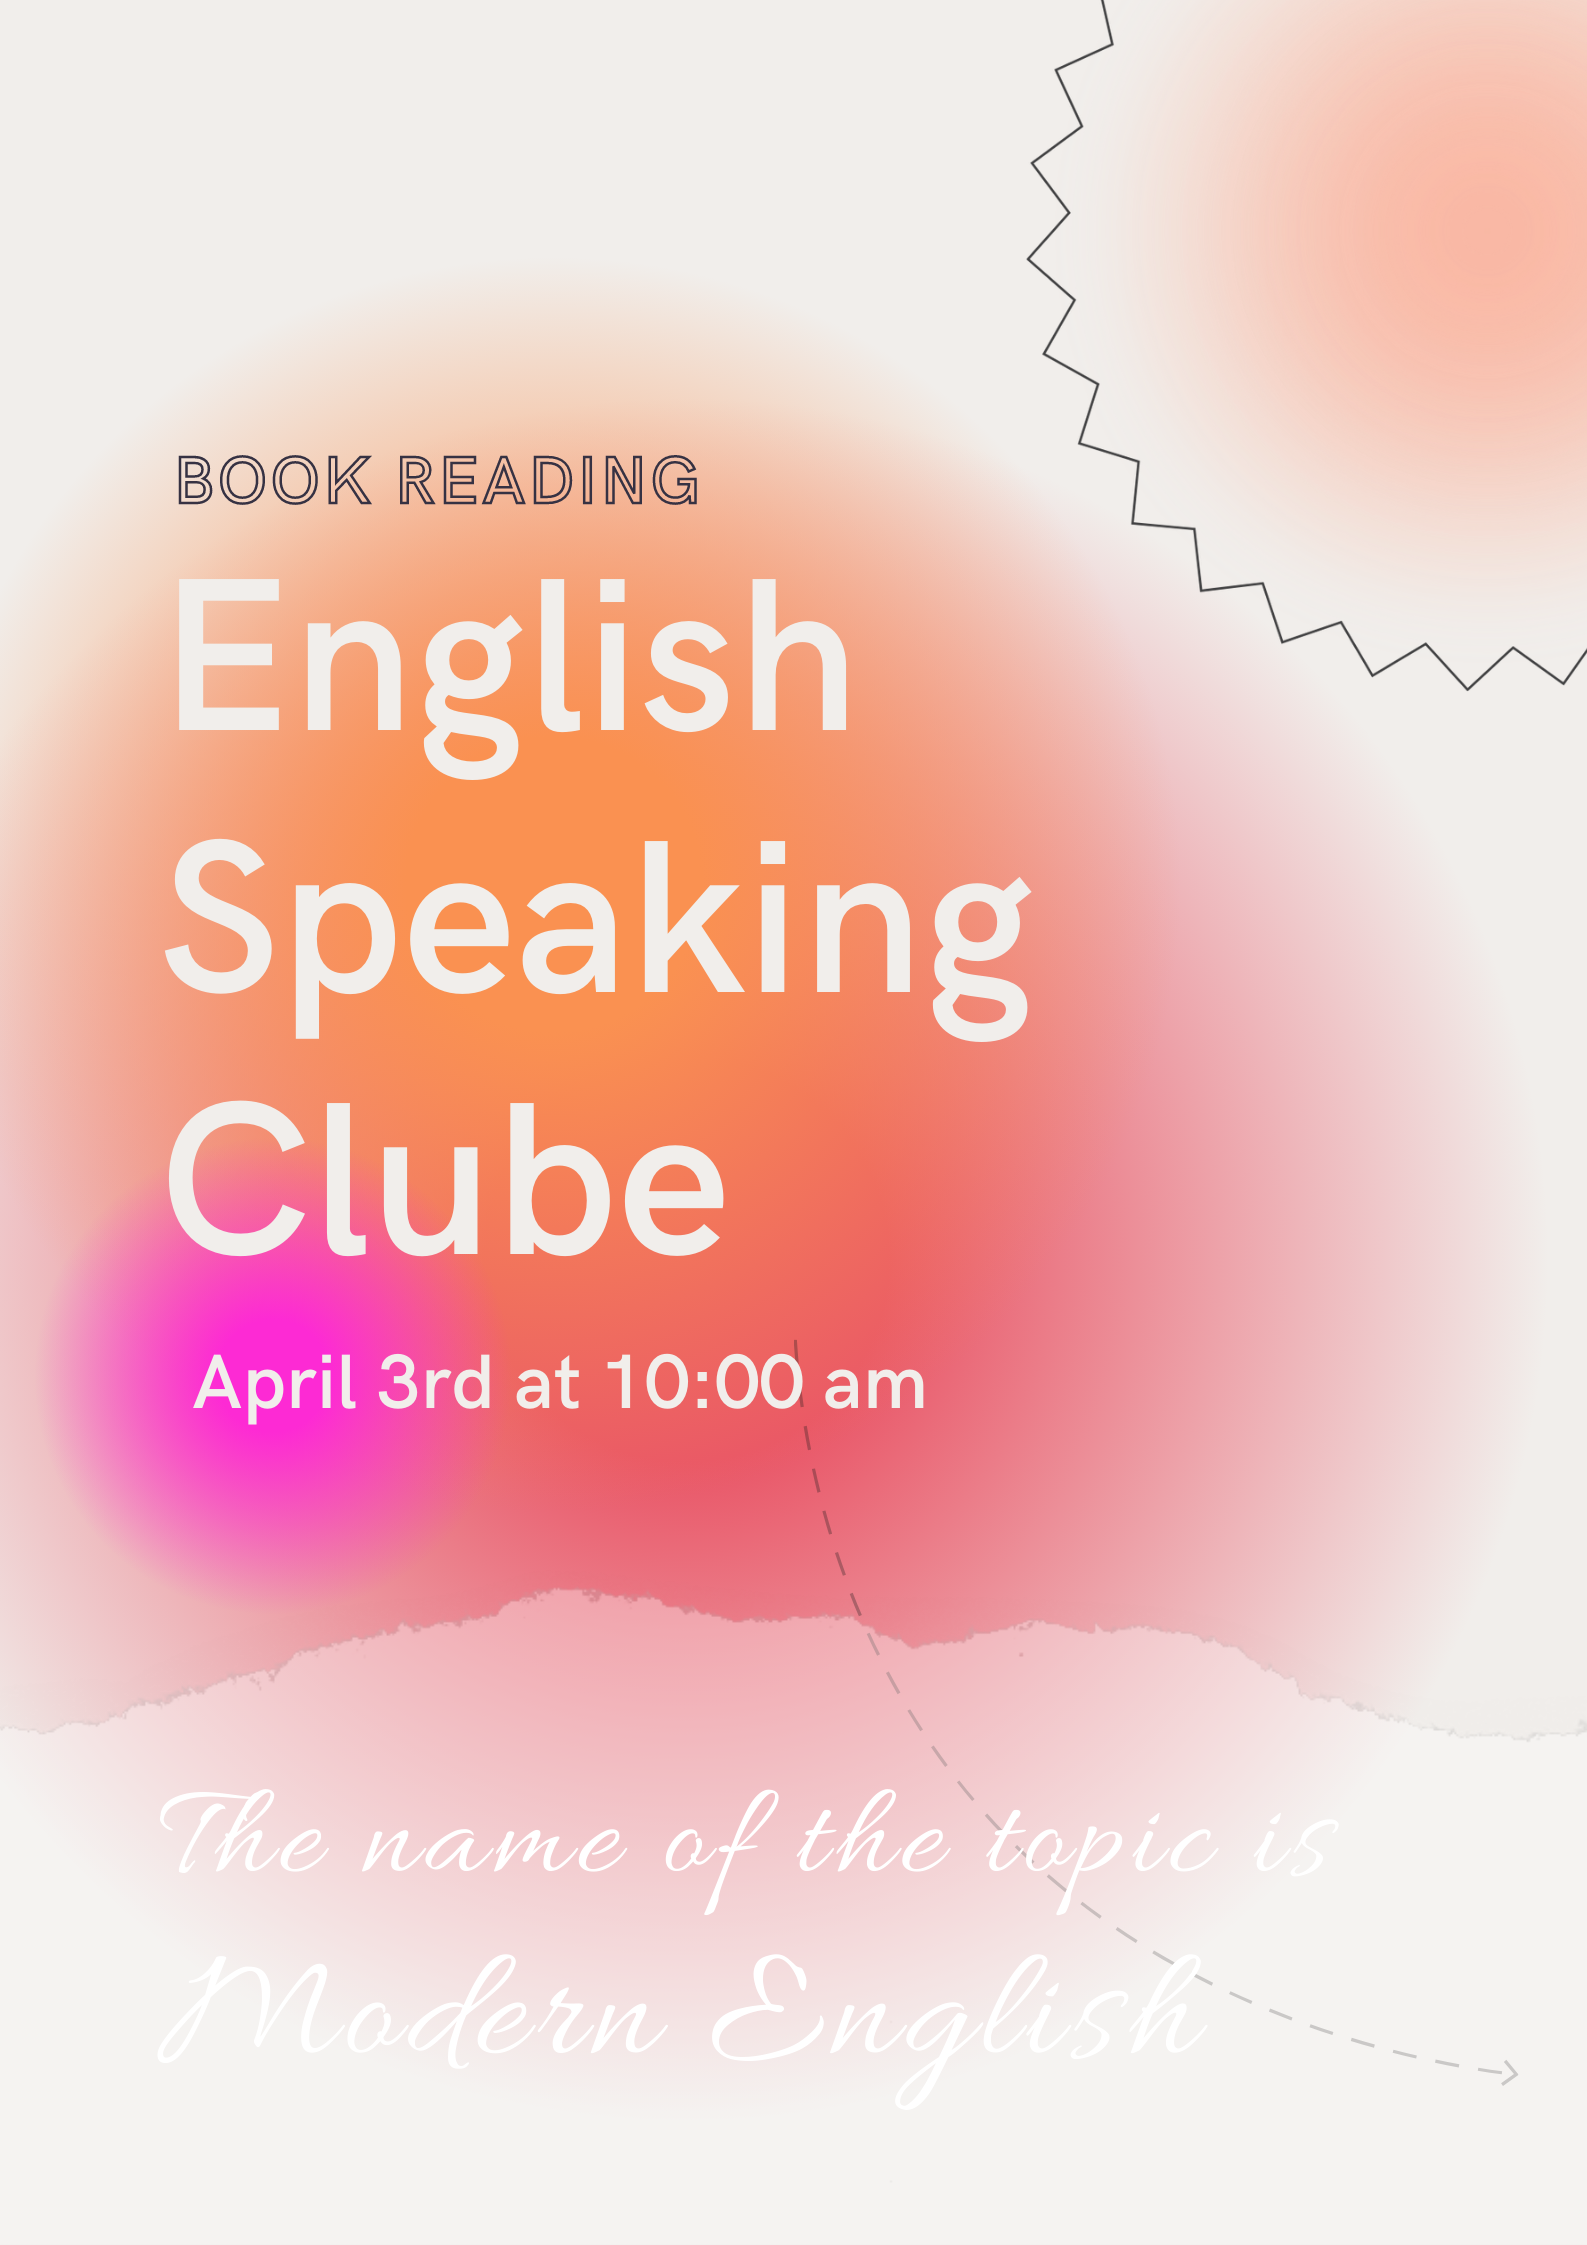 BOOK READING
English
Speaking
Clube
April 3rd at 10:00 am
The name of the topic is
Modern English